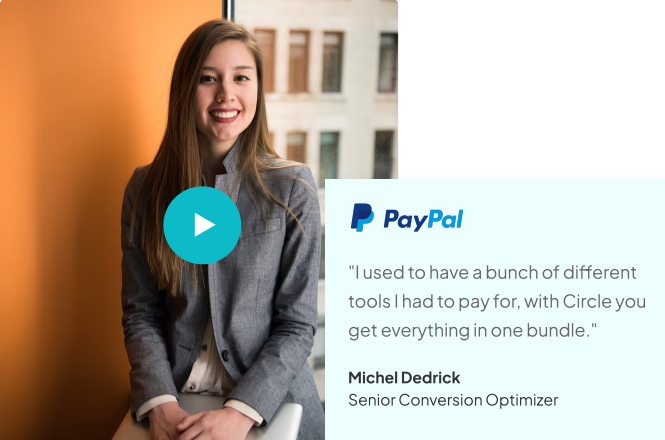 PayPal
"I used to have a bunch of different
tools I had to pay for, with Circle you
get everything in one bundle."
Michel Dedrick
Senior Conversion Optimizer